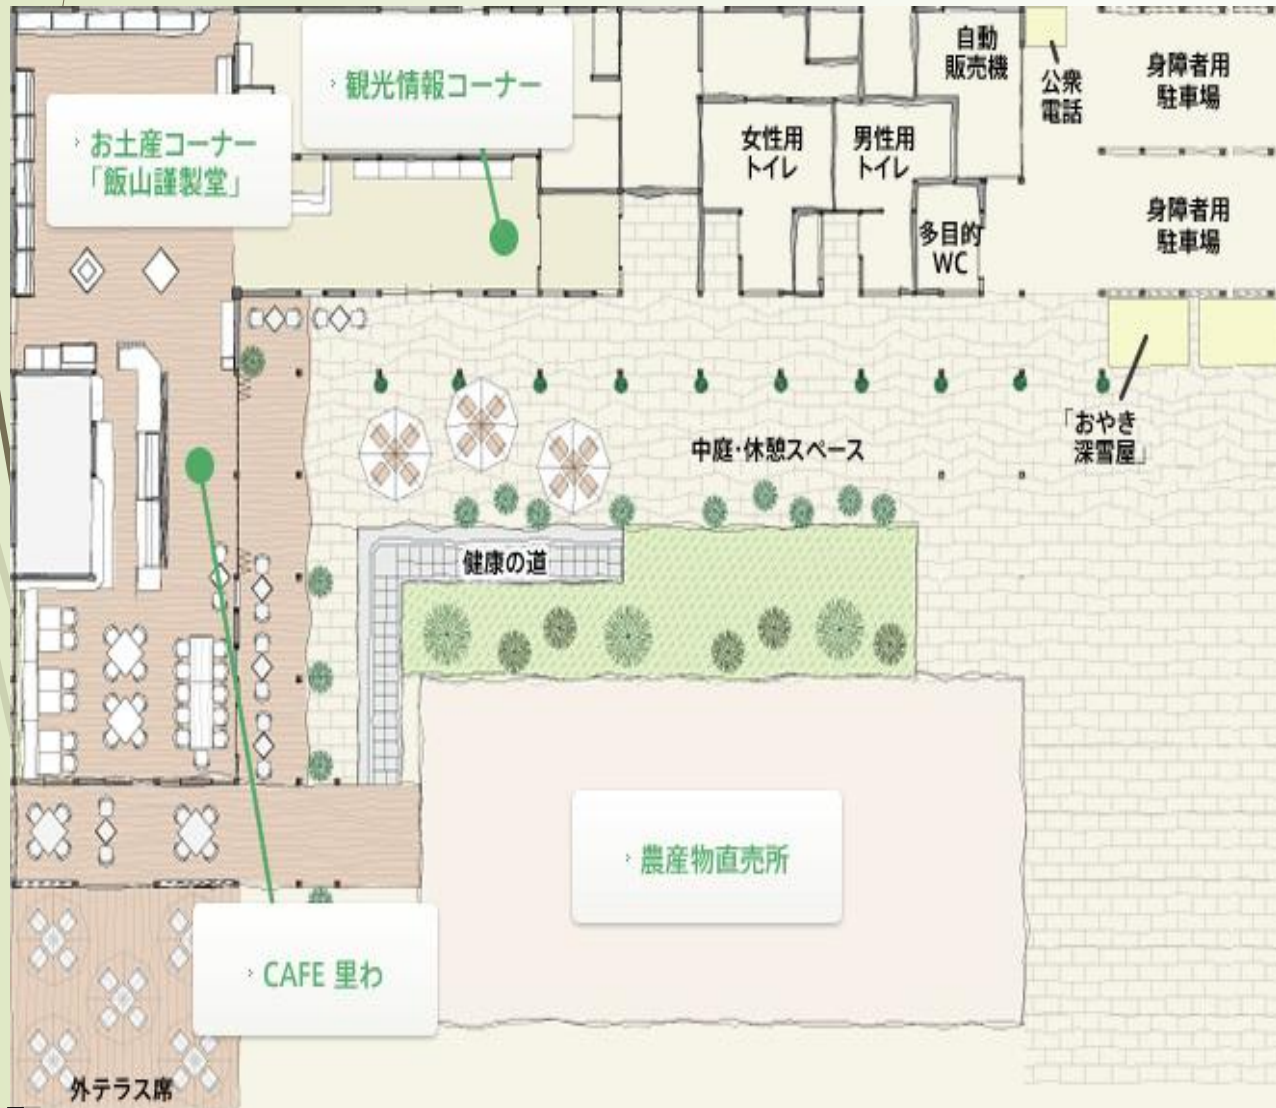 自動
販売機
公衆
電話
身障者用
駐車場
観光情報コーナー
お土産コーナー
「飯山謹製堂」
女性用
トイレ
男性用
トイレ
多目的
WC
身障者用
駐車場
「おやき
深雪屋」
中庭・休憩スペース
健康の道
農産物直売所
CAFE 里わ
外テラス席